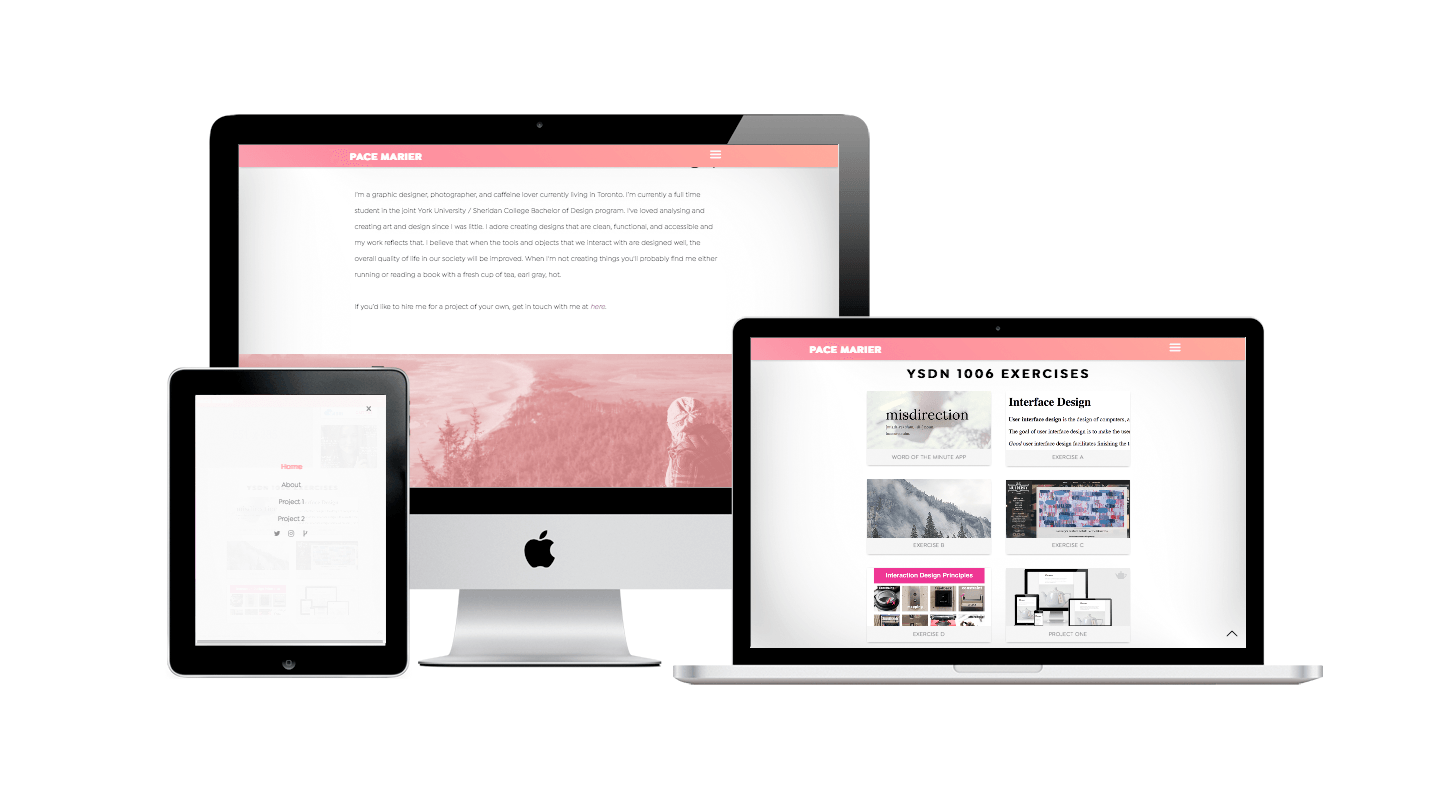 PACE MARIER
I'm a graphic designer, photographer, and caffeine lover currently living in Toronto. I'm currently a full time
student in the joint York University / Sheridan College Bachelor of Design program. I've loved analysing and
creating art and design since I was little. I adore creating designs that are clean, functional, and accessible and
my work reflects that. I believe that when the tools and objects that we interact with are designed well, the
overall quality of life in our society will be improved. When I'm not creating things you'll probably find me either
running or reading a book with a fresh cup of tea, earl gray, hot.
If you'd like to hire me for a project of your own, get in touch with me at here.
Home
About
Project 1
Project 2
PACE MARIER
YSDN 1006 EXERCISES
misdirection
WORD OF THE MINUTE APP
Interface Design
User interface design is the design of computers, a
The goal of user interface design is to make the user
Good user interface design facilitates finishing the t
EXERCISE A
EXERCISE B
EXERCISE C
Interaction Design Principles
EXERCISE D
PROJECT ONE